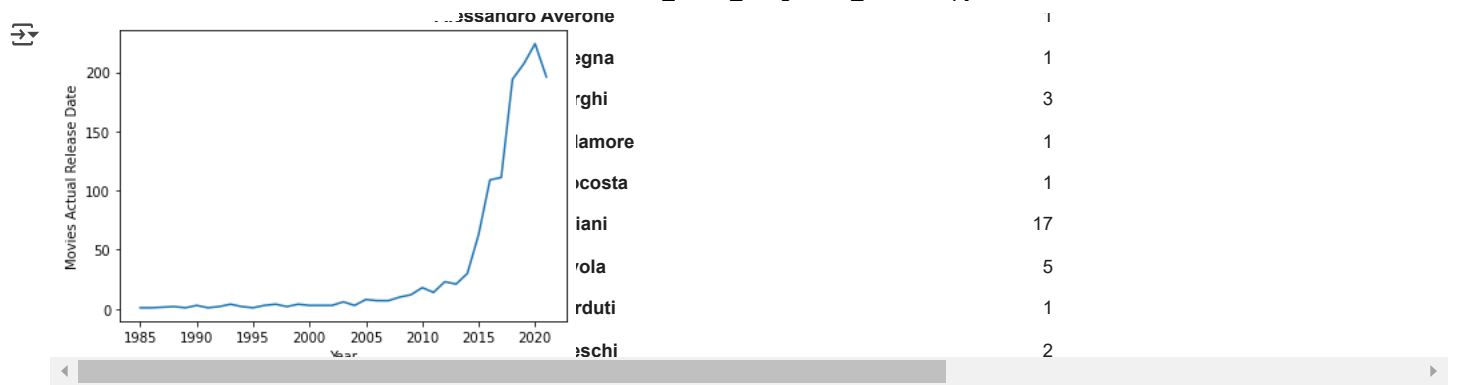 Alessandro Averone 1
egna 1
rghi 3
lamore 1
ocosta 1
iani 17
vola 5
rduti 1
eschi 2
Movies Actual Release Date
200
150
100
50
0
1985 1990 1995 2000 2005 2010 2015 2020
Year